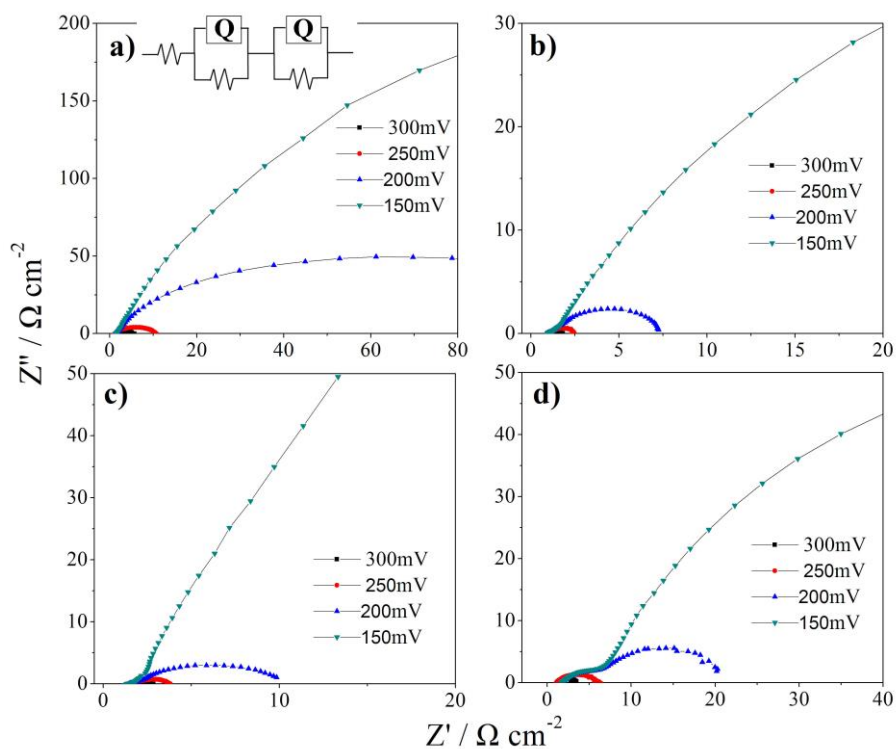 a)
Q Q
200
150
100
50
0
0 20 40 60 80
300mV
250mV
200mV
150mV
b)
30
20
10
0
0 5 10 15 20
300mV
250mV
200mV
150mV
c)
50
40
30
20
10
0
0 10 20
300mV
250mV
200mV
150mV
d)
50
40
30
20
10
0
0 10 20 30 40
300mV
250mV
200mV
150mV
Z'' / Ω cm⁻²
Z' / Ω cm⁻²